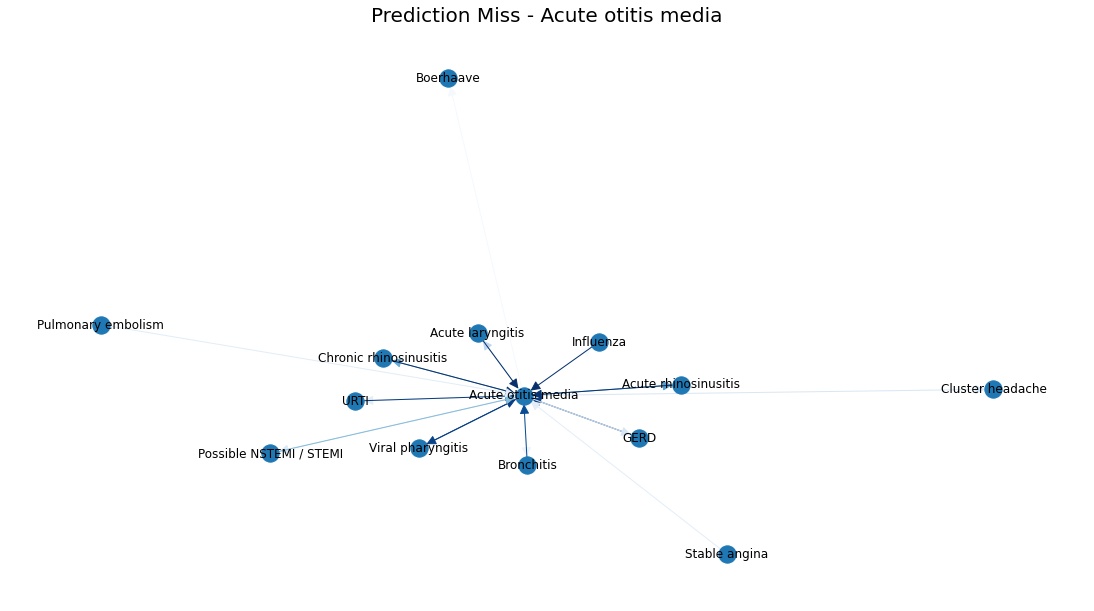 Prediction Miss - Acute otitis media
Boerhaave
Pulmonary embolism
Acute laryngitis
Influenza
Chronic rhinosinusitis
Acute rhinosinusitis
Cluster headache
Acute otitis media
URTI
GERD
Viral pharyngitis
Possible NSTEMI / STEMI
Bronchitis
Stable angina